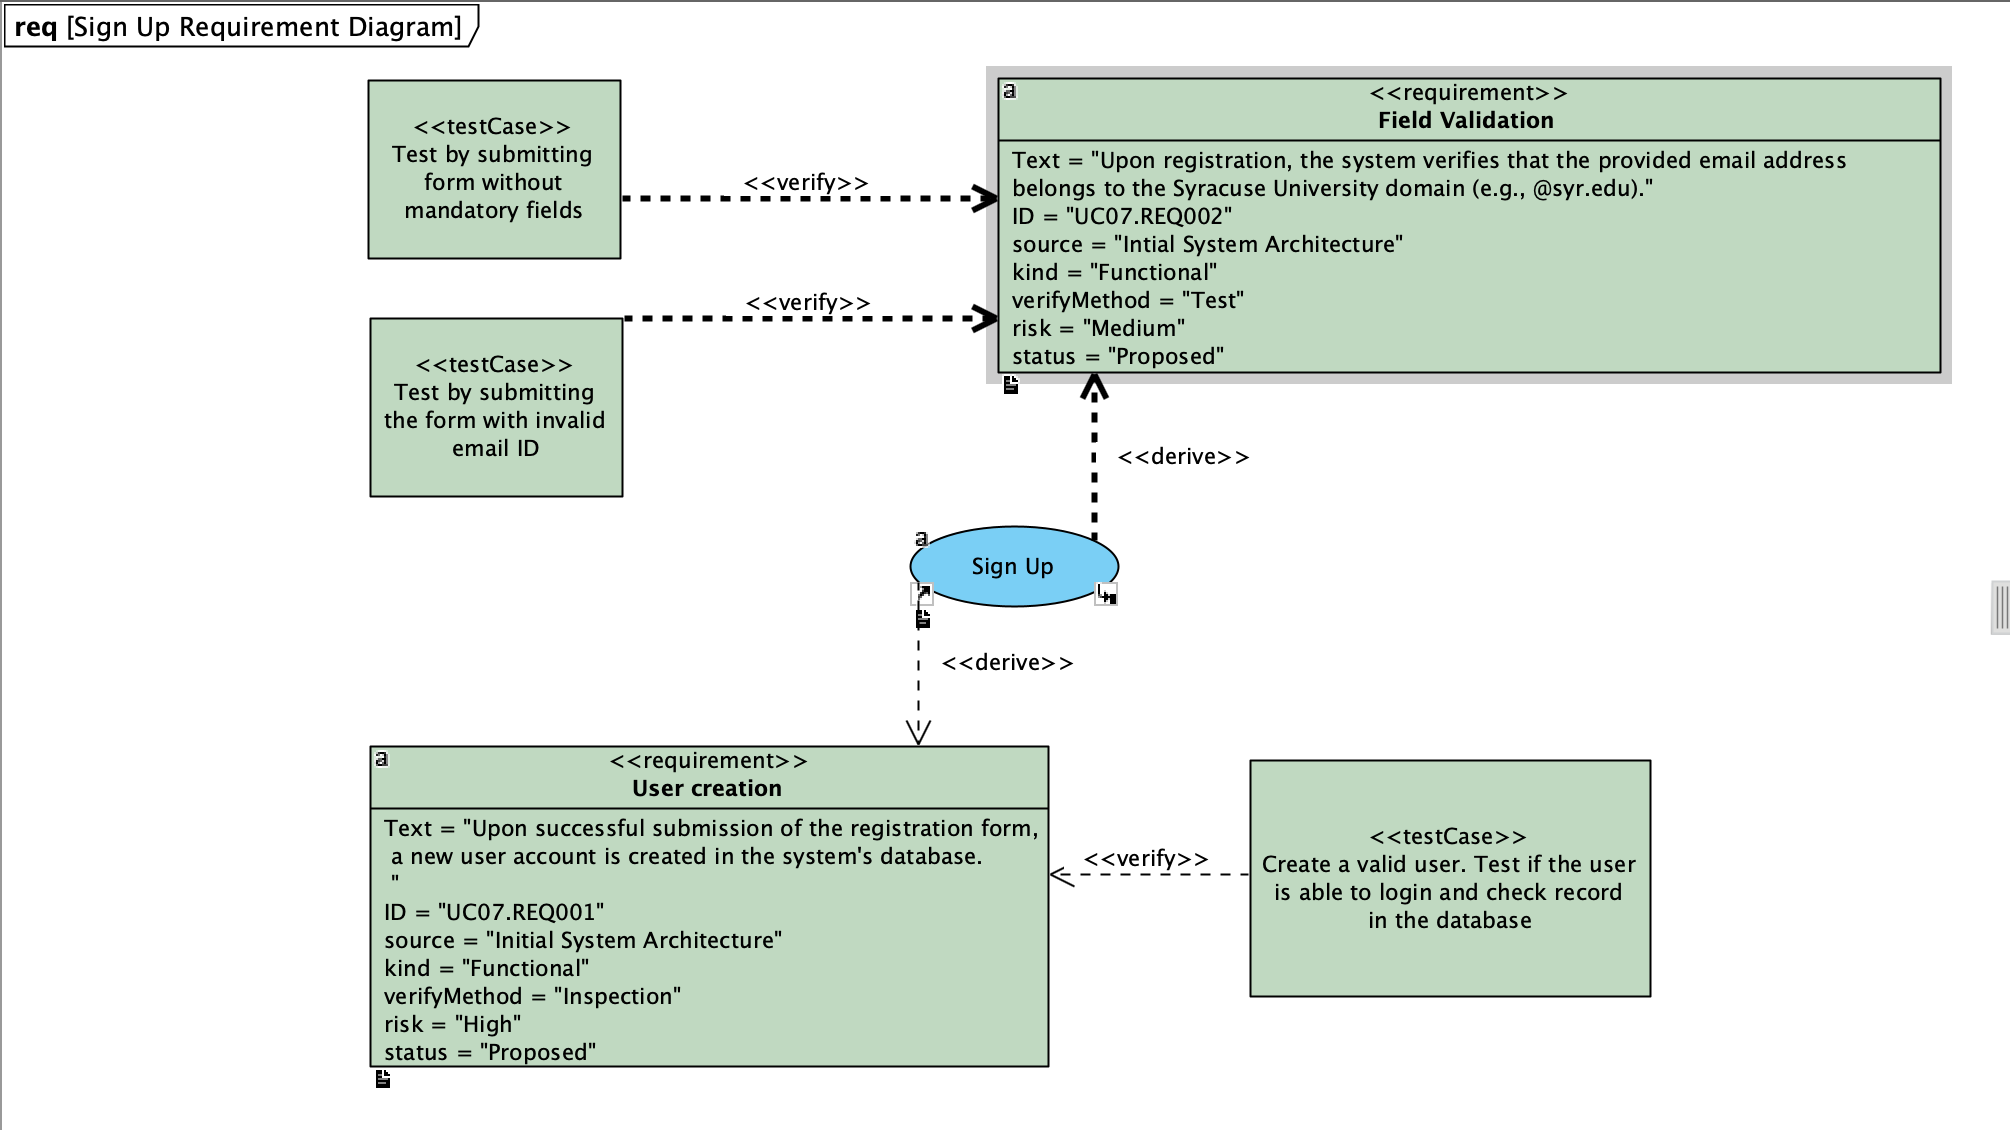 req [Sign Up Requirement Diagram]
<<testCase>>
Test by submitting
form without
mandatory fields
<<verify>>
<<requirement>>
Field Validation
Text = "Upon registration, the system verifies that the provided email address
belongs to the Syracuse University domain (e.g., @syr.edu)."
ID = "UC07.REQ002"
source = "Intial System Architecture"
kind = "Functional"
verifyMethod = "Test"
risk = "Medium"
status = "Proposed"
<<verify>>
<<testCase>>
Test by submitting
the form with invalid
email ID
<<derive>>
Sign Up
<<derive>>
<<requirement>>
User creation
Text = "Upon successful submission of the registration form,
a new user account is created in the system's database.
"
ID = "UC07.REQ001"
source = "Initial System Architecture"
kind = "Functional"
verifyMethod = "Inspection"
risk = "High"
status = "Proposed"
<<verify>>
<<testCase>>
Create a valid user. Test if the user
is able to login and check record
in the database